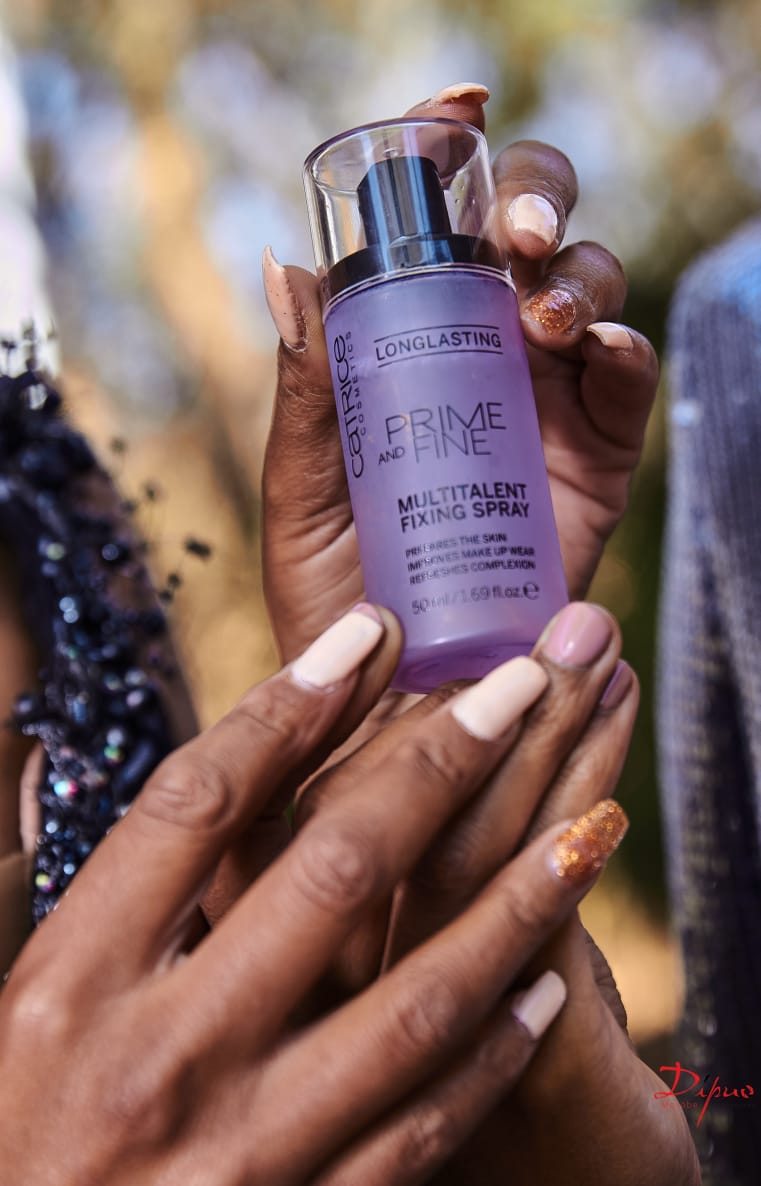 LONGLASTING
CATRICE
COSMETICS
PRIME
AND FINE
MULTITALENT
FIXING SPRAY
PREPARES THE SKIN
IMPROVES MAKE UP WEAR
REFRESHES COMPLEXION
50 ml/1.69 fl.oz.℮
Dipuo